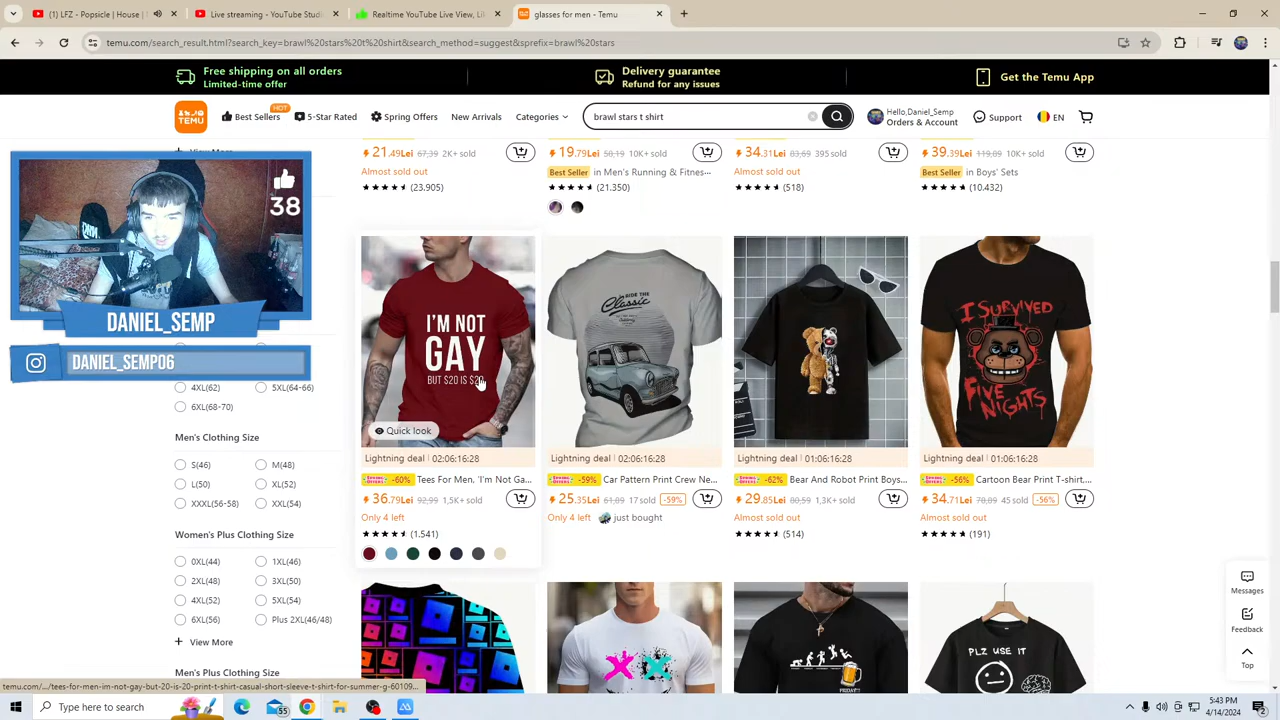 (1) LFZ - Popsicle | House |
Live streaming - YouTube Studi
Realtime YouTube Live View, Lil
glasses for men - Temu
temu.com/search_result.html?search_key=brawl%20stars%20t%20shirt&search_method=suggest&sprefix=brawl%20stars
Free shipping on all orders
Limited-time offer
Delivery guarantee
Refund for any issues
Get the Temu App
TEMU
Best Sellers
HOT
5-Star Rated
Spring Offers
New Arrivals
Categories
brawl stars t shirt
Hello,Daniel_Semp
Orders & Account
Support
EN
21.49Lei 67,39 2K+ sold
Almost sold out
(23.905)
19.79Lei 58,19 10K+ sold
Best Seller in Men's Running & Fitnes...
(21.350)
34.31Lei 83,69 395 sold
Almost sold out
(518)
39.39Lei 119,89 10K+ sold
Best Seller in Boys' Sets
(10.432)
38
DANIEL_SEMP
DANIEL_SEMP06
4XL(62)
5XL(64-66)
6XL(68-70)
Men's Clothing Size
S(46)
M(48)
L(50)
XL(52)
XXXL(56-58)
XXL(54)
Women's Plus Clothing Size
0XL(44)
1XL(46)
2XL(48)
3XL(50)
4XL(52)
5XL(54)
6XL(56)
Plus 2XL(46/48)
View More
Men's Plus Clothing Size
I'M NOT
GAY
BUT $20 IS $20
Quick look
Lightning deal | 02:06:16:28
-60% Tees For Men, 'I'm Not Ga...
36.79Lei 92,99 1,5K+ sold
Only 4 left
(1.541)
RIDE THE
Classic
Lightning deal | 02:06:16:28
-59% Car Pattern Print Crew Ne...
25.35Lei 61,89 17 sold -59%
Only 4 left just bought
Lightning deal | 01:06:16:28
-62% Bear And Robot Print Boys...
29.85Lei 80,59 1,3K+ sold
Almost sold out
(514)
I SURVIVED
FIVE
NIGHTS
Lightning deal | 01:06:16:28
-56% Cartoon Bear Print T-shirt,...
34.71Lei 78,89 45 sold -56%
Almost sold out
(191)
FRIDAY!!
PLZ USE IT
Messages
Feedback
Top
temu.com/.../tees-for-men-im-not-gay-but-20-is-20-print-t-shirt-casual-short-sleeve-t-shirt-for-summer-g-60109...
Type here to search
55
5:43 PM
4/14/2024
2